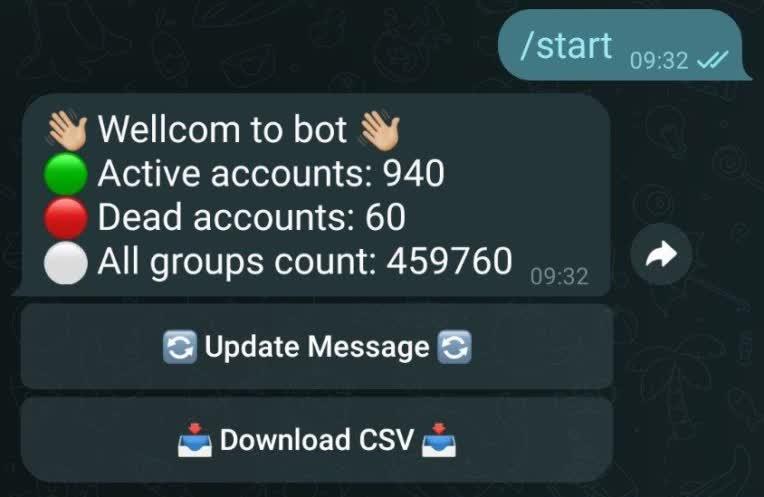 /start 09:32
👋🏼 Wellcom to bot 👋🏼
🟢 Active accounts: 940
🔴 Dead accounts: 60
⚪ All groups count: 459760 09:32
🔄 Update Message 🔄
📥 Download CSV 📥